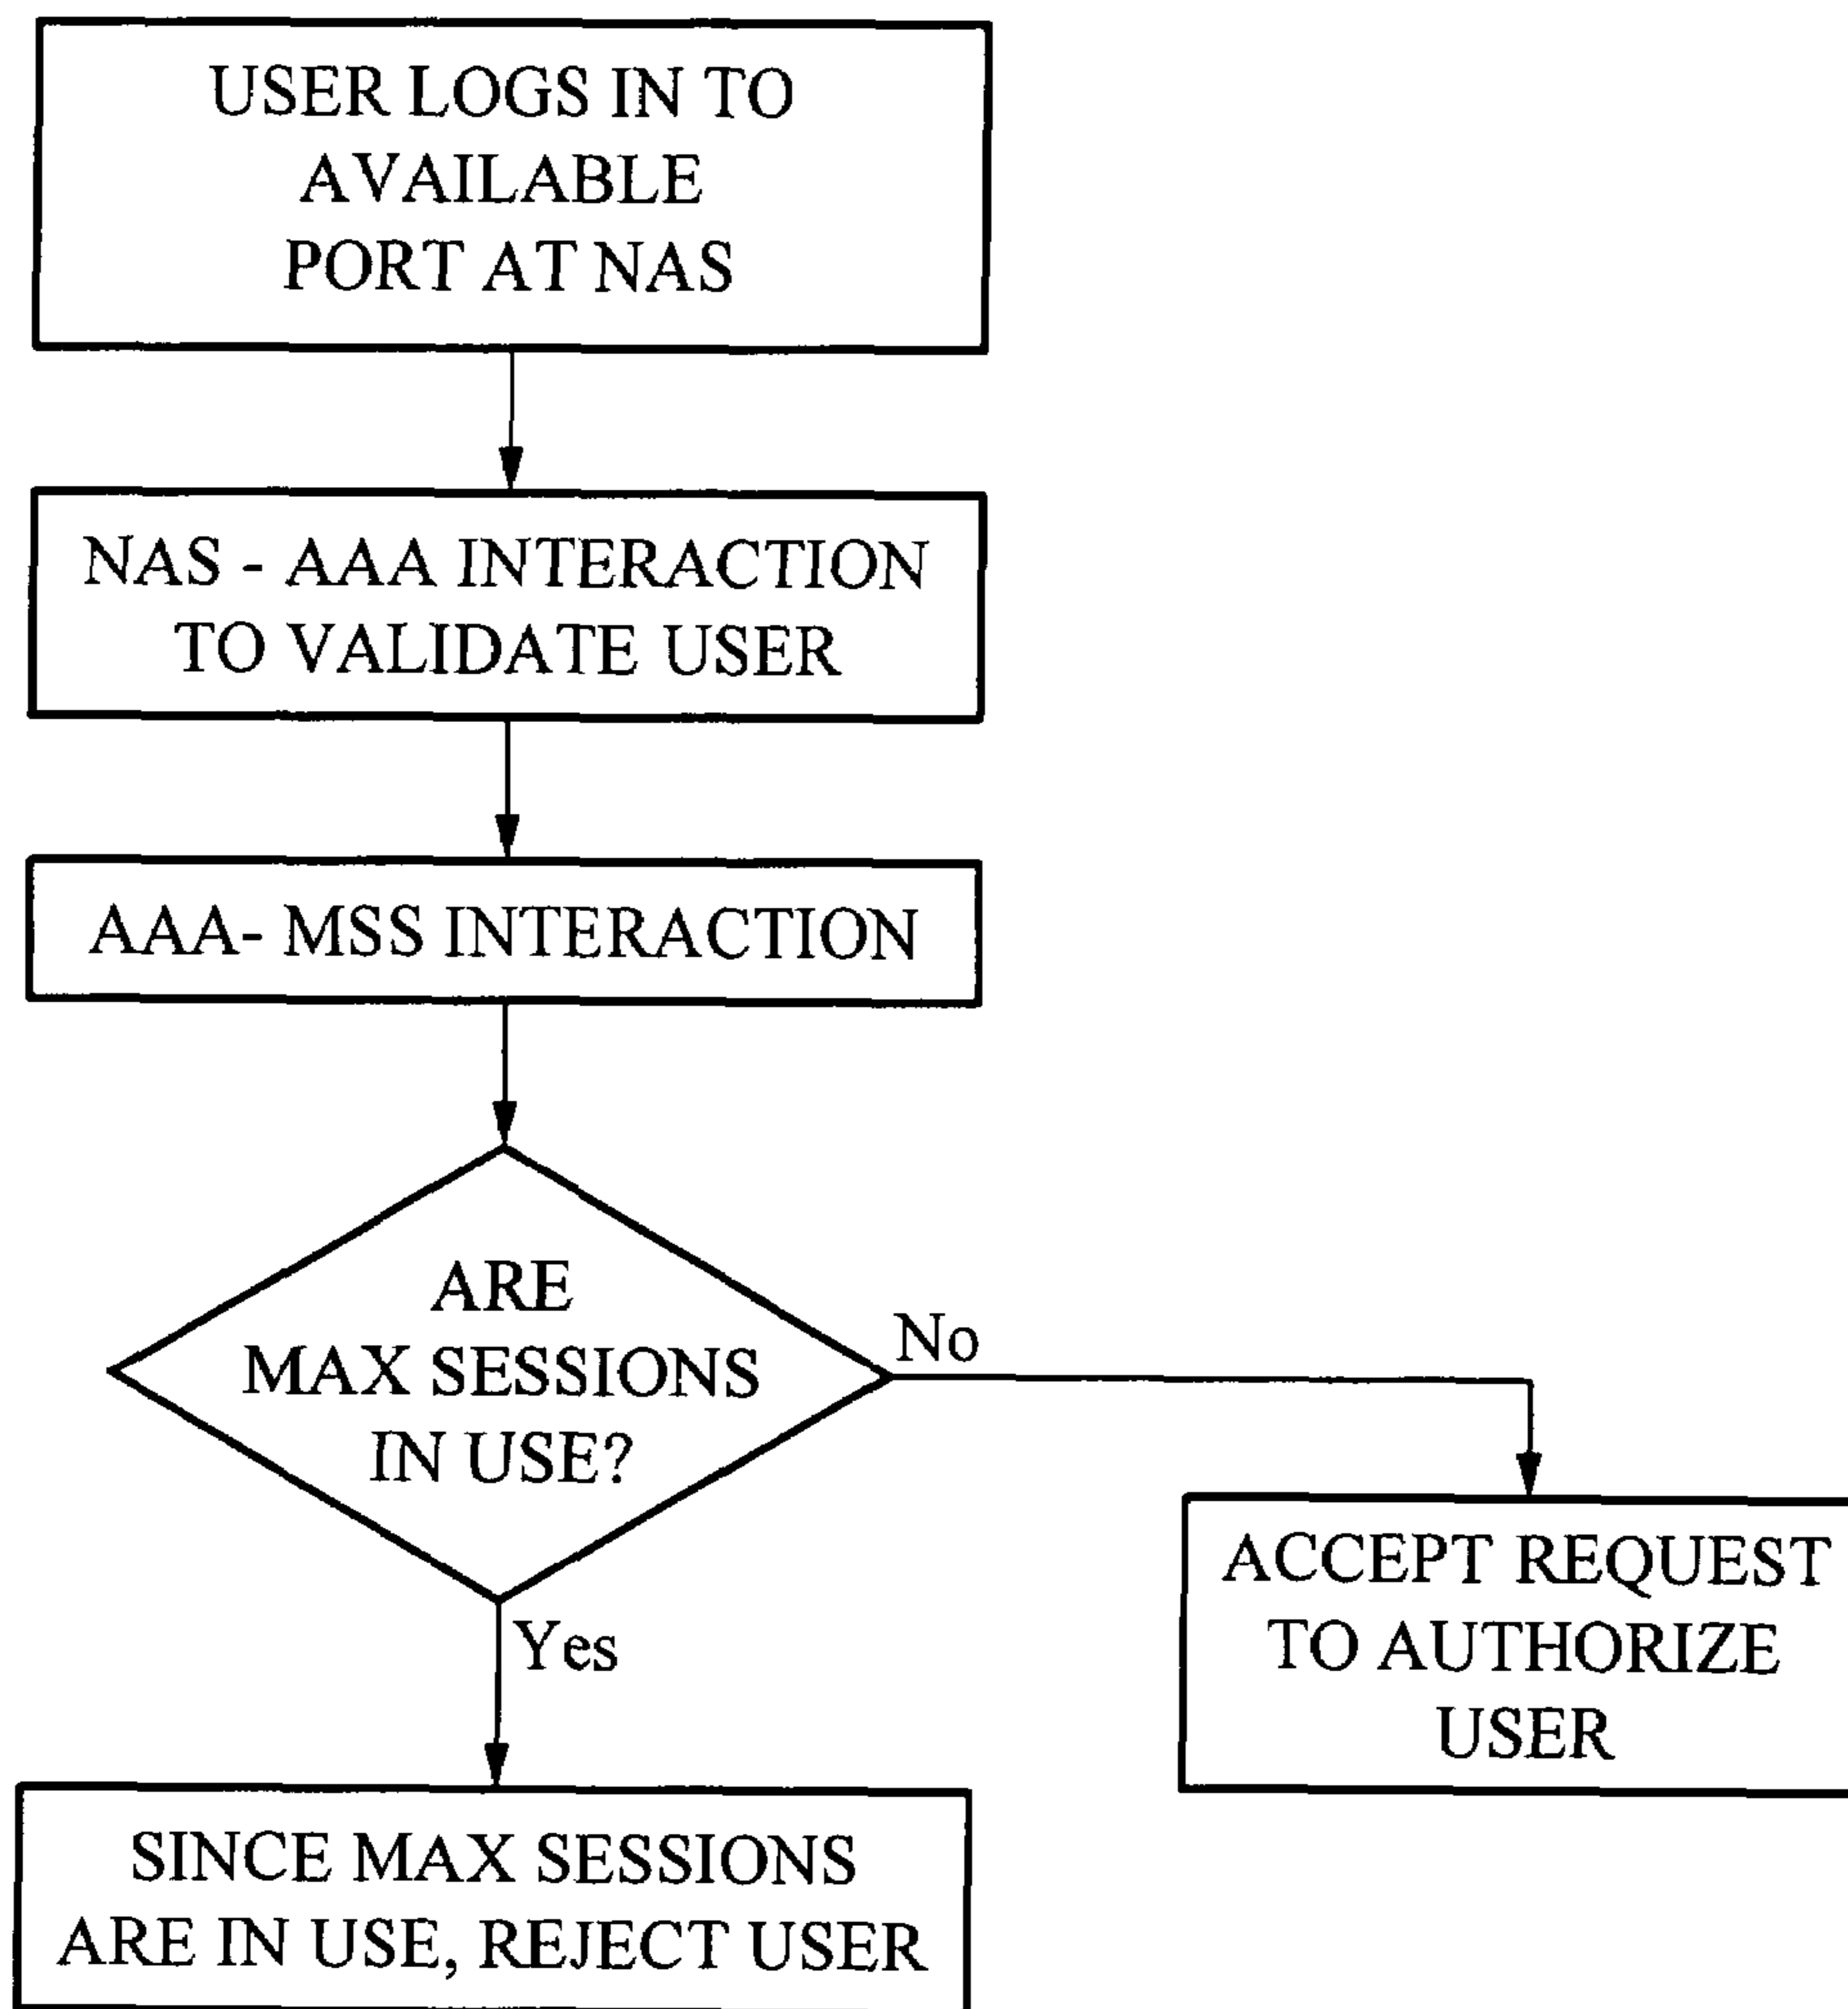 USER LOGS IN TO
AVAILABLE
PORT AT NAS
NAS - AAA INTERACTION
TO VALIDATE USER
AAA- MSS INTERACTION
ARE
MAX SESSIONS
IN USE?
No
Yes
ACCEPT REQUEST
TO AUTHORIZE
USER
SINCE MAX SESSIONS
ARE IN USE, REJECT USER